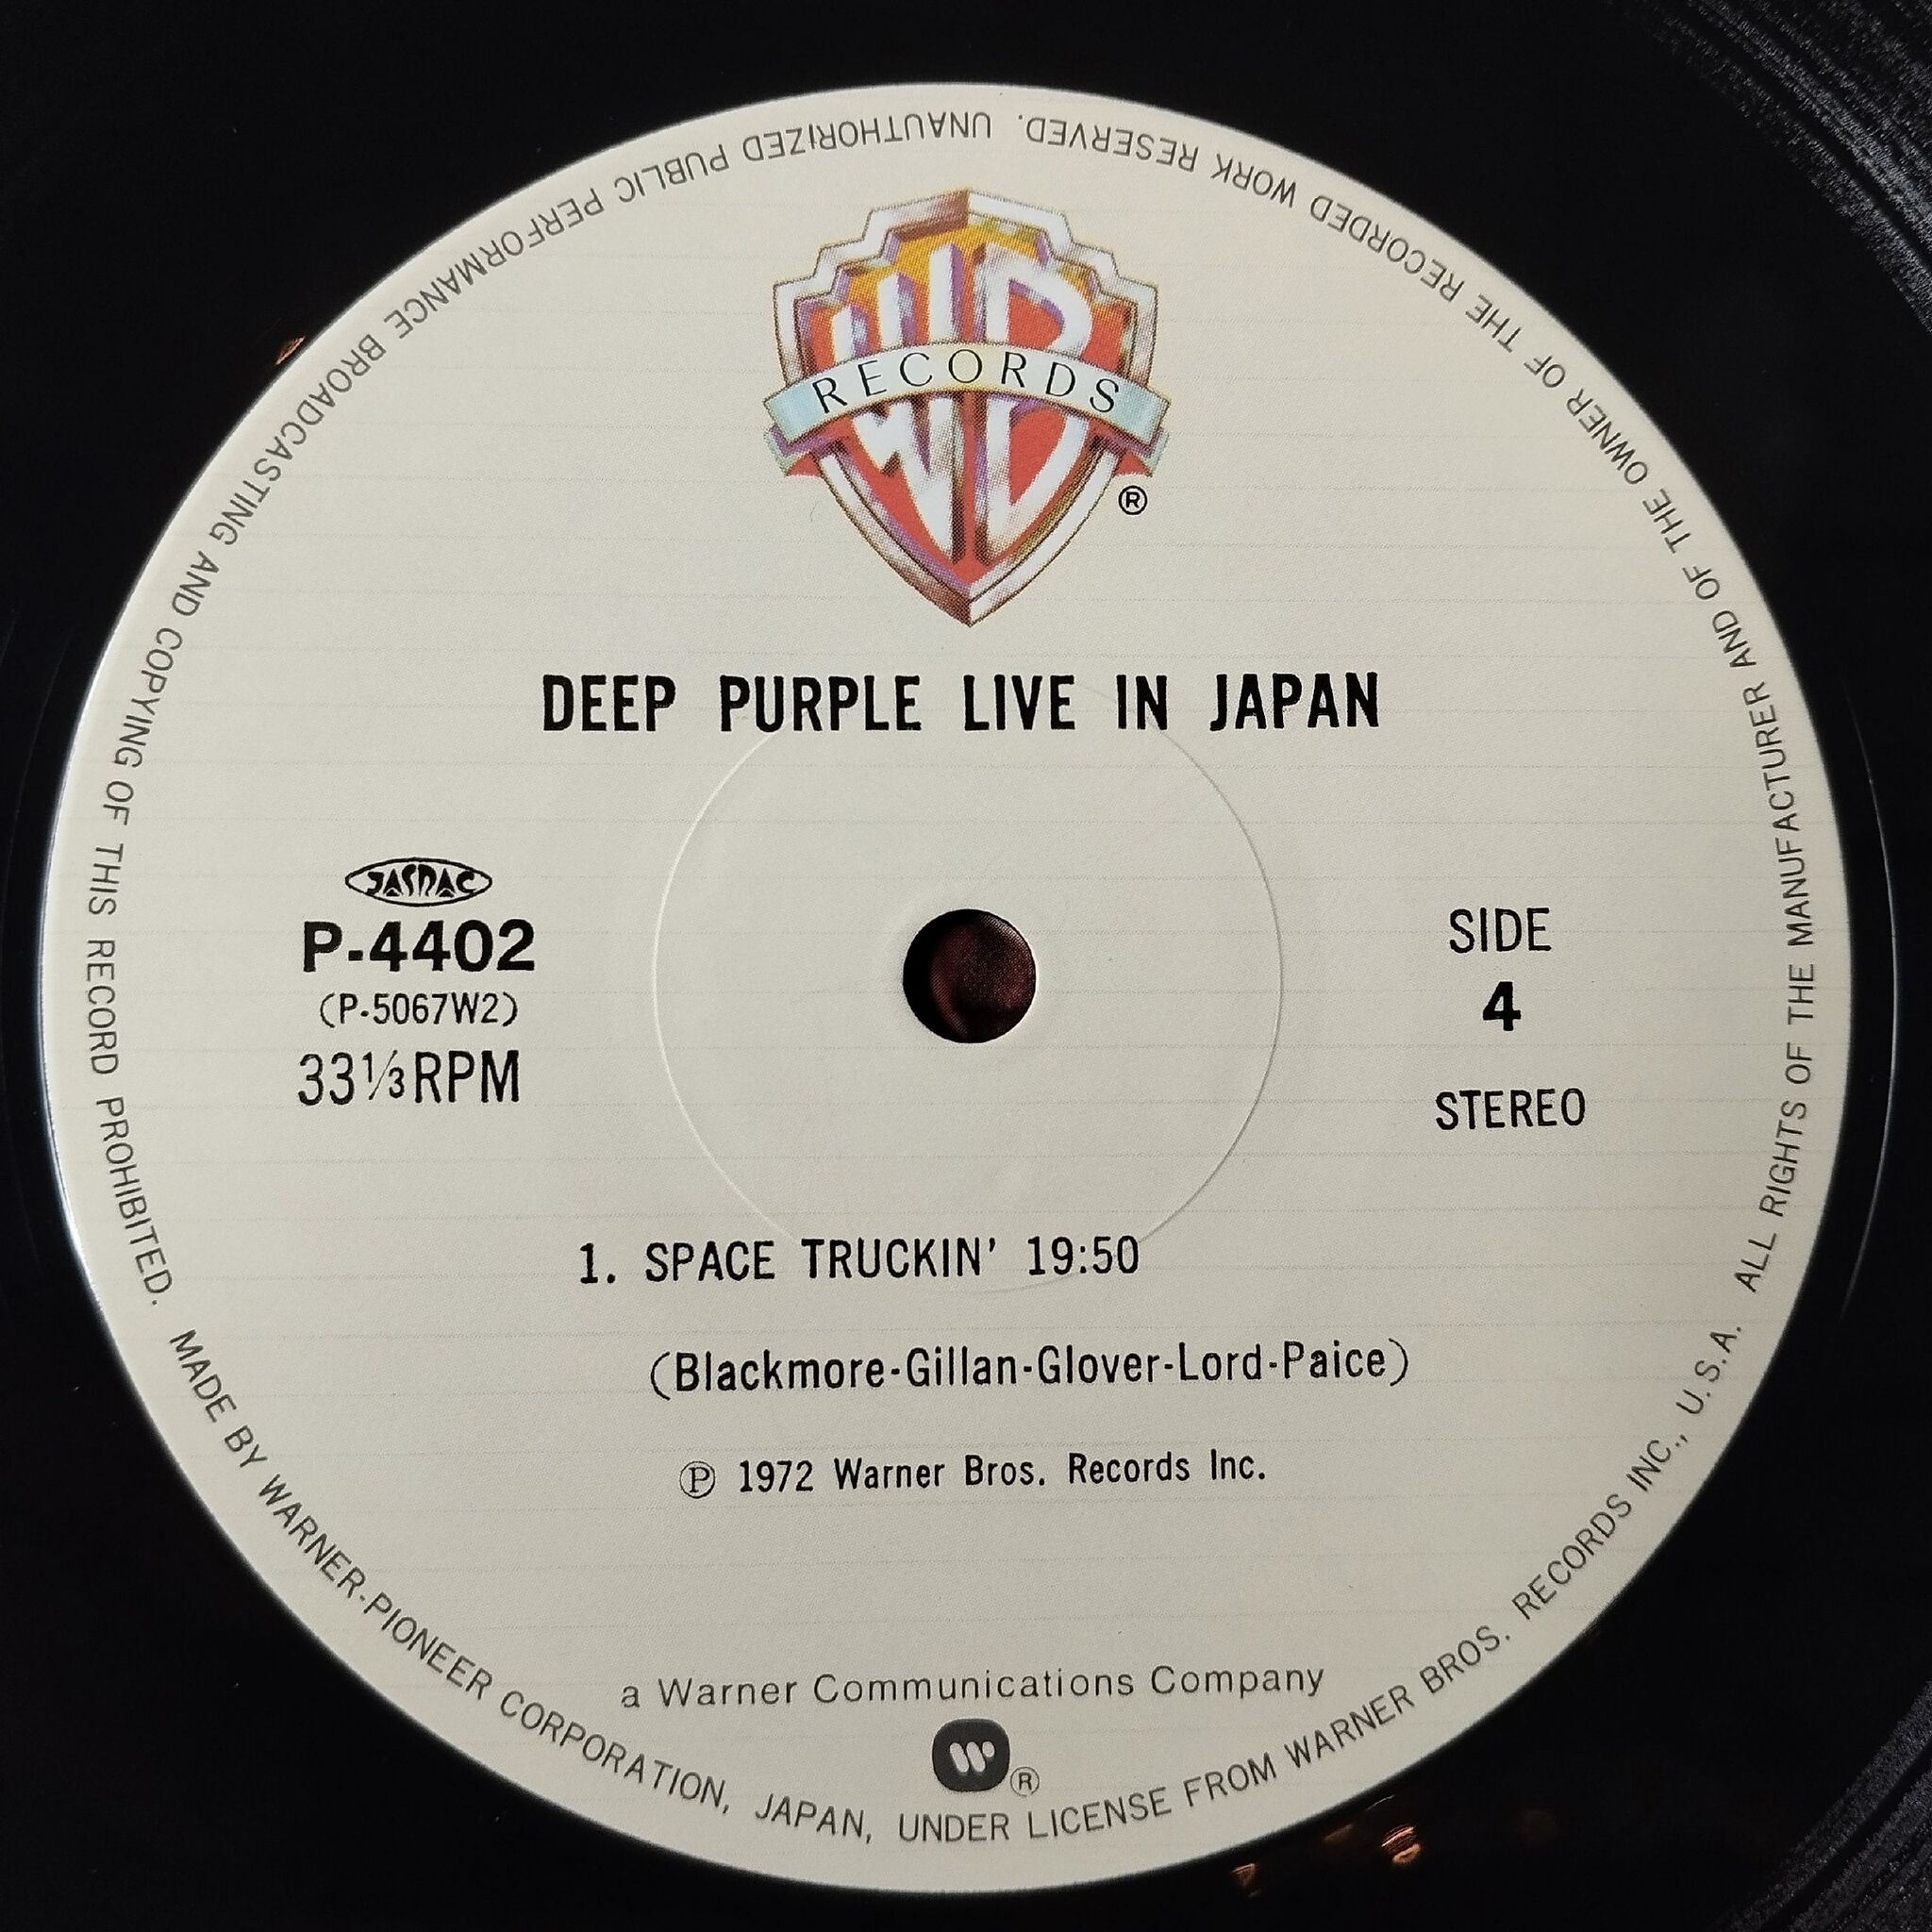 WB
RECORDS
®
DEEP PURPLE LIVE IN JAPAN
JASRAC
P-4402
(P-5067W2)
33⅓RPM
SIDE
4
STEREO
1. SPACE TRUCKIN' 19:50
(Blackmore-Gillan-Glover-Lord-Paice)
Ⓟ 1972 Warner Bros. Records Inc.
a Warner Communications Company
W®
MADE BY WARNER-PIONEER CORPORATION, JAPAN, UNDER LICENSE FROM WARNER BROS. RECORDS INC., U.S.A. ALL RIGHTS OF THE MANUFACTURER AND OF THE OWNER OF THE RECORDED WORK RESERVED. UNAUTHORIZED PUBLIC PERFORMANCE BROADCASTING AND COPYING OF THIS RECORD PROHIBITED.